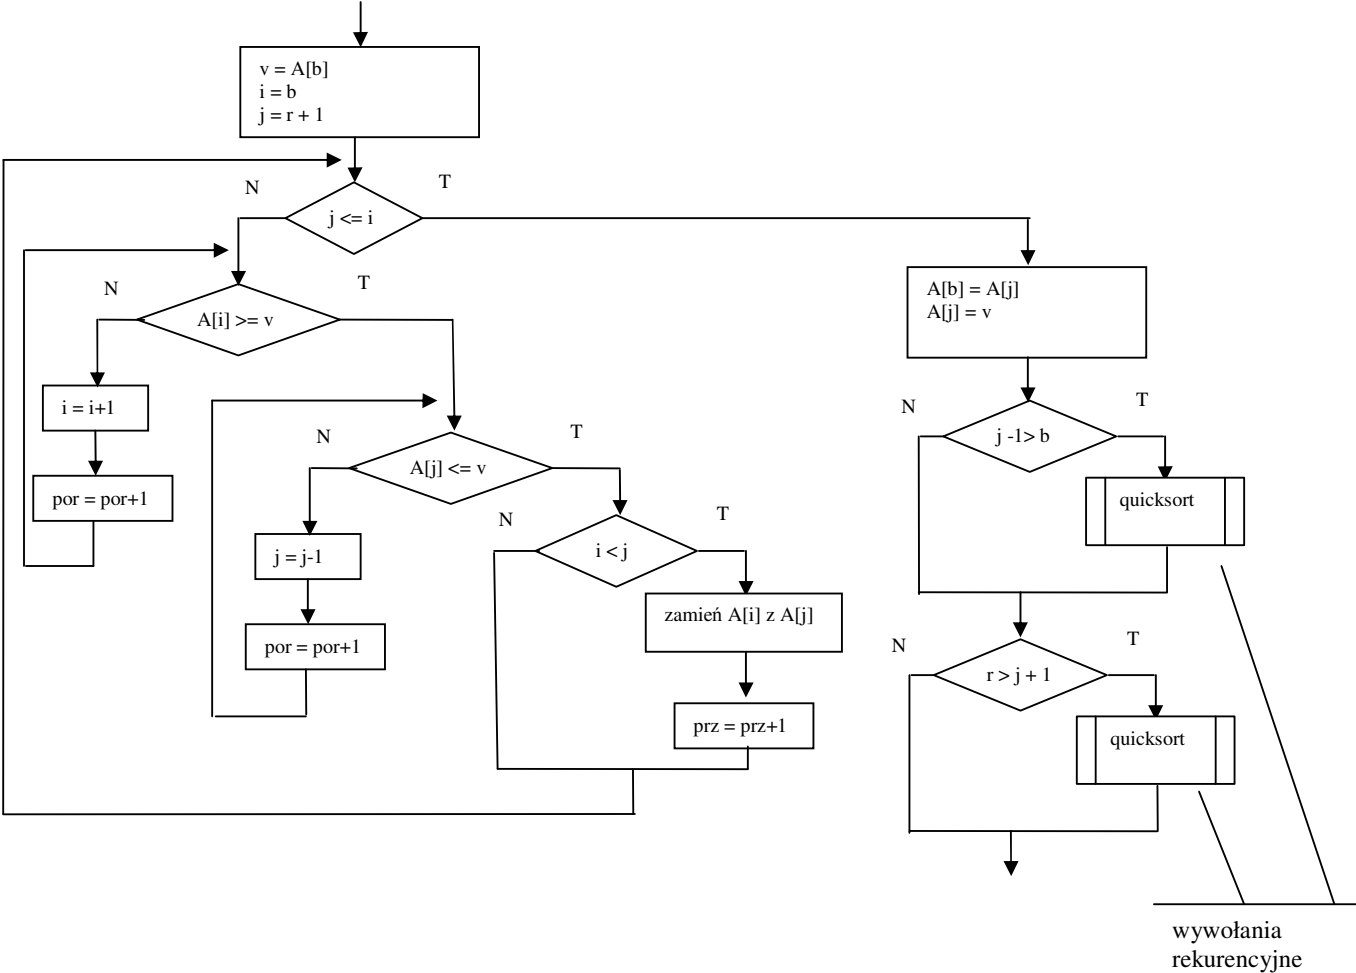 v = A[b]
i = b
j = r + 1
N
T
j <= i
N
T
A[i] >= v
i = i+1
por = por+1
N
T
A[j] <= v
j = j-1
por = por+1
N
T
i < j
zamień A[i] z A[j]
prz = prz+1
A[b] = A[j]
A[j] = v
N
T
j -1> b
quicksort
N
T
r > j + 1
quicksort
wywołania
rekurencyjne